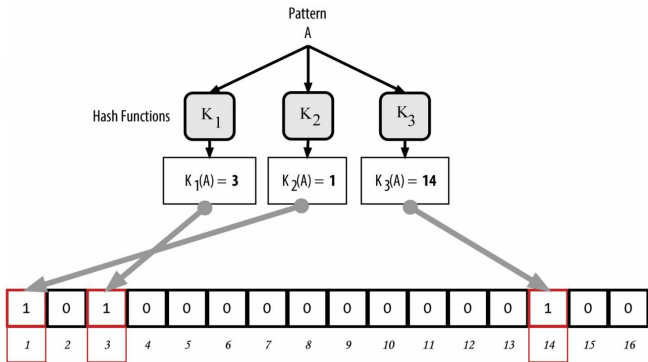 Pattern
A
Hash Functions
K1 K2 K3
K1(A) = 3 K2(A) = 1 K3(A) = 14
1 0 1 0 0 0 0 0 0 0 0 0 0 1 0 0
1 2 3 4 5 6 7 8 9 10 11 12 13 14 15 16